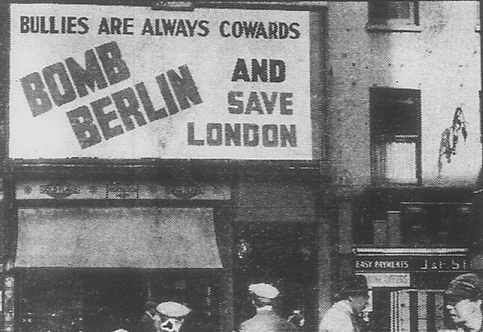 BULLIES ARE ALWAYS COWARDS
BOMB
BERLIN
AND
SAVE
LONDON
EASY PAYMENTS